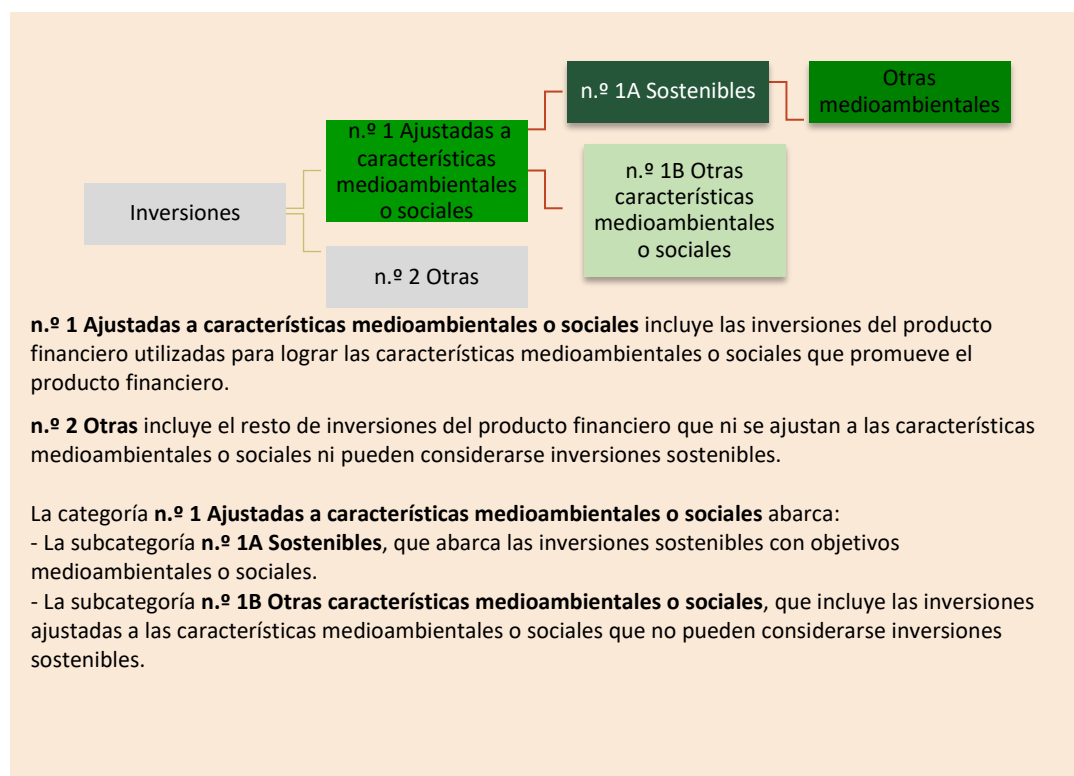 n.º 1A Sostenibles
Otras
medioambientales
n.º 1 Ajustadas a
características
medioambientales
o sociales
n.º 1B Otras
características
medioambientales
o sociales
Inversiones
n.º 2 Otras
n.º 1 Ajustadas a características medioambientales o sociales incluye las inversiones del producto
financiero utilizadas para lograr las características medioambientales o sociales que promueve el
producto financiero.
n.º 2 Otras incluye el resto de inversiones del producto financiero que ni se ajustan a las características
medioambientales o sociales ni pueden considerarse inversiones sostenibles.
La categoría n.º 1 Ajustadas a características medioambientales o sociales abarca:
- La subcategoría n.º 1A Sostenibles, que abarca las inversiones sostenibles con objetivos
medioambientales o sociales.
- La subcategoría n.º 1B Otras características medioambientales o sociales, que incluye las inversiones
ajustadas a las características medioambientales o sociales que no pueden considerarse inversiones
sostenibles.